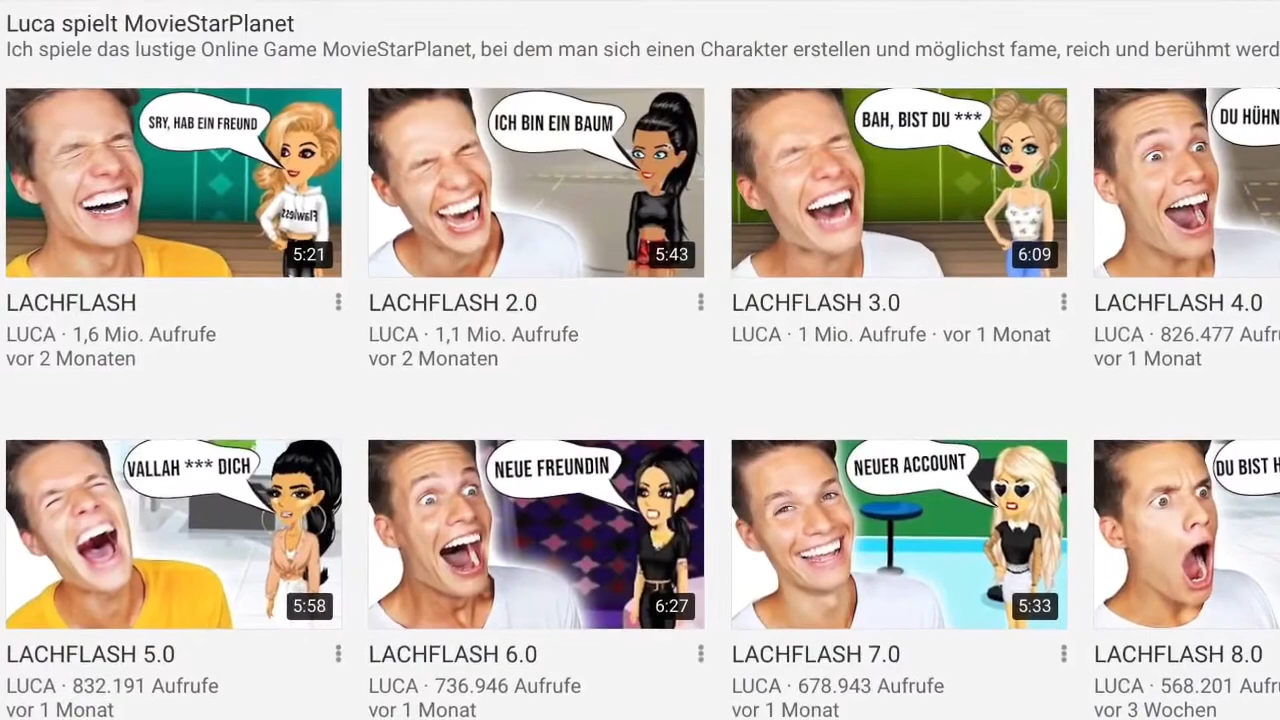 Luca spielt MovieStarPlanet
Ich spiele das lustige Online Game MovieStarPlanet, bei dem man sich einen Charakter erstellen und möglichst fame, reich und berühmt werd
SRY, HAB EIN FREUND
Flawless
5:21
ICH BIN EIN BAUM
5:43
BAH, BIST DU ***
6:09
DU HÜHN
LACHFLASH
LUCA · 1,6 Mio. Aufrufe
vor 2 Monaten
LACHFLASH 2.0
LUCA · 1,1 Mio. Aufrufe
vor 2 Monaten
LACHFLASH 3.0
LUCA · 1 Mio. Aufrufe · vor 1 Monat
LACHFLASH 4.0
LUCA · 826.477 Aufru
vor 1 Monat
VALLAH *** DICH
5:58
NEUE FREUNDIN
6:27
NEUER ACCOUNT
5:33
DU BIST H
LACHFLASH 5.0
LUCA · 832.191 Aufrufe
vor 1 Monat
LACHFLASH 6.0
LUCA · 736.946 Aufrufe
vor 1 Monat
LACHFLASH 7.0
LUCA · 678.943 Aufrufe
vor 1 Monat
LACHFLASH 8.0
LUCA · 568.201 Aufru
vor 3 Wochen